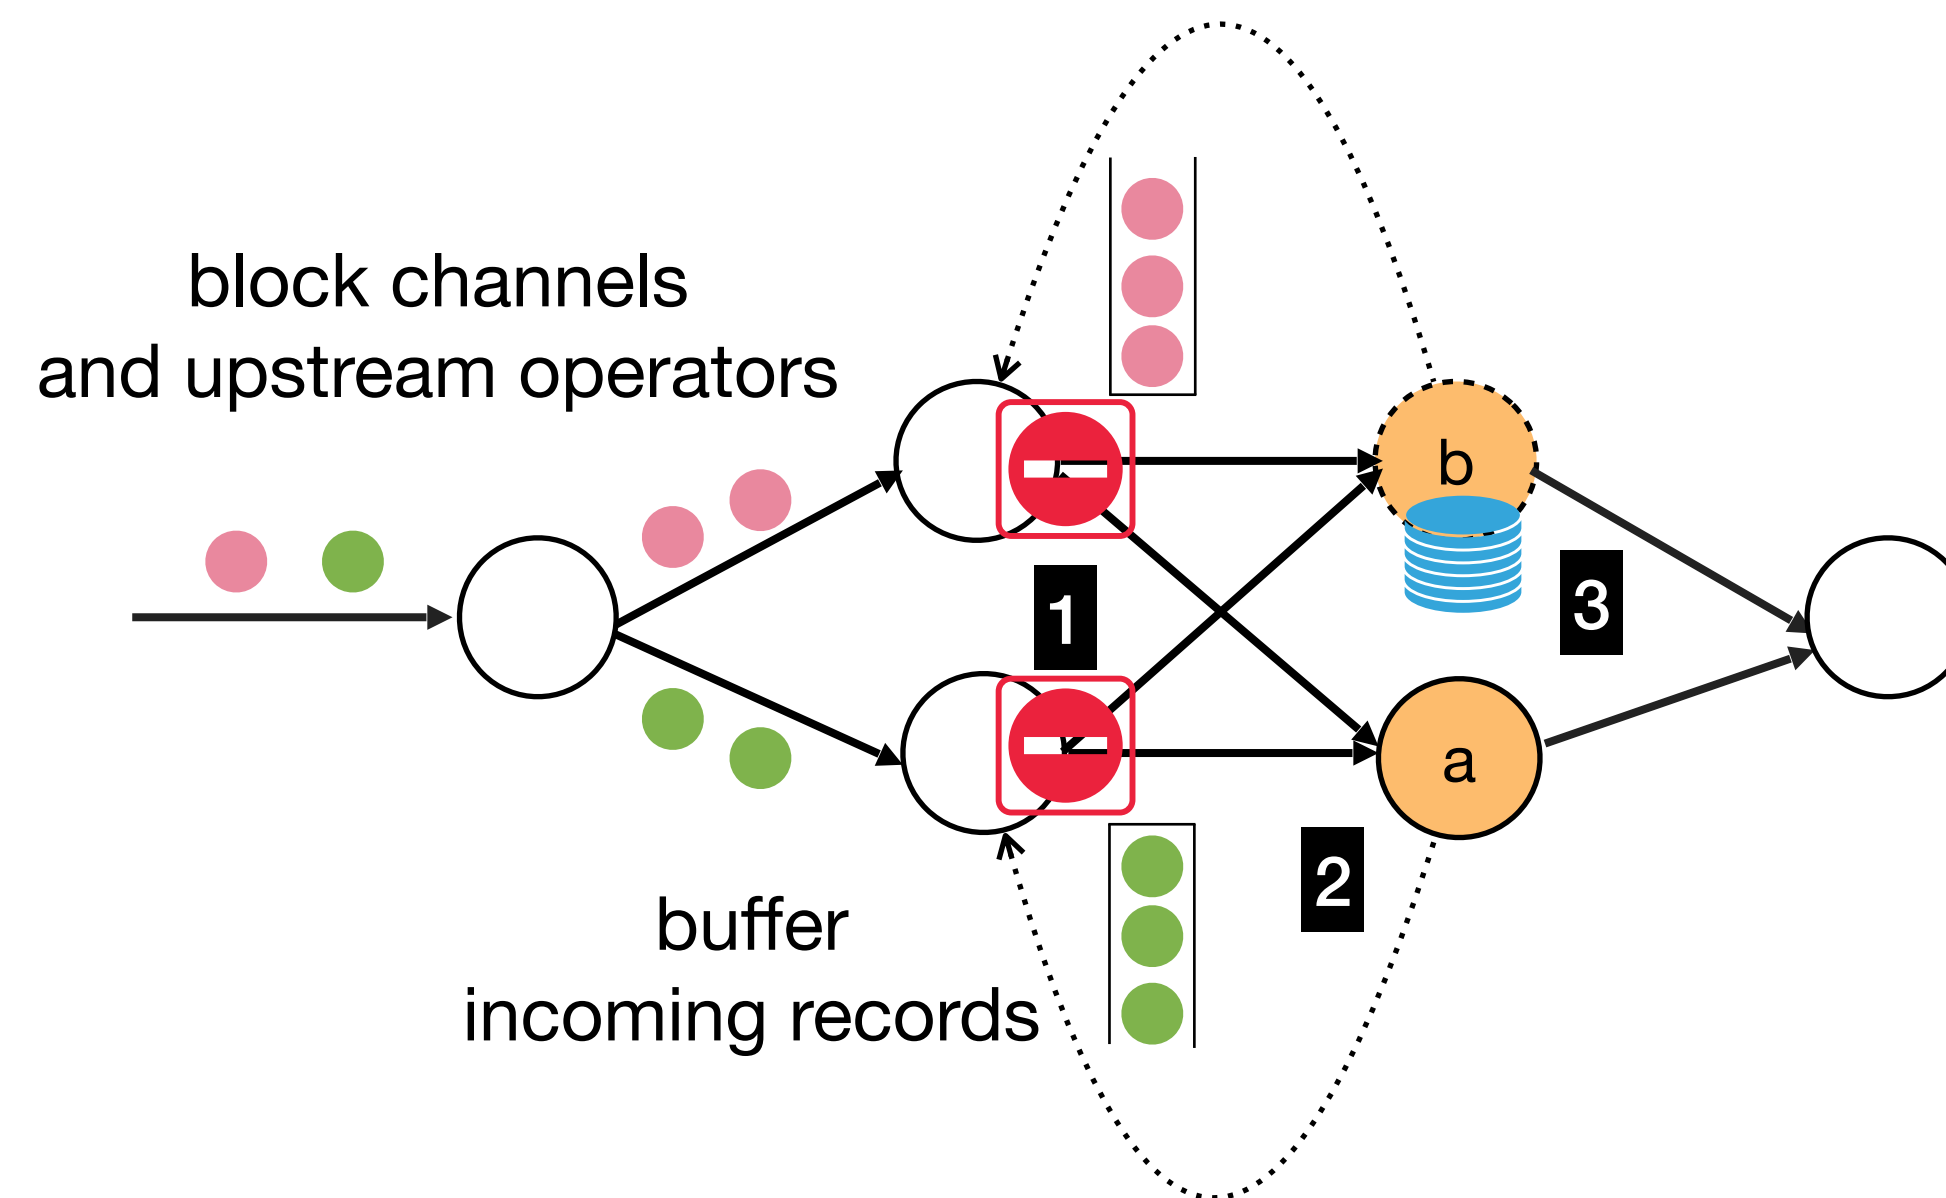 block channels
and upstream operators
b
1
3
a
2
buffer
incoming records